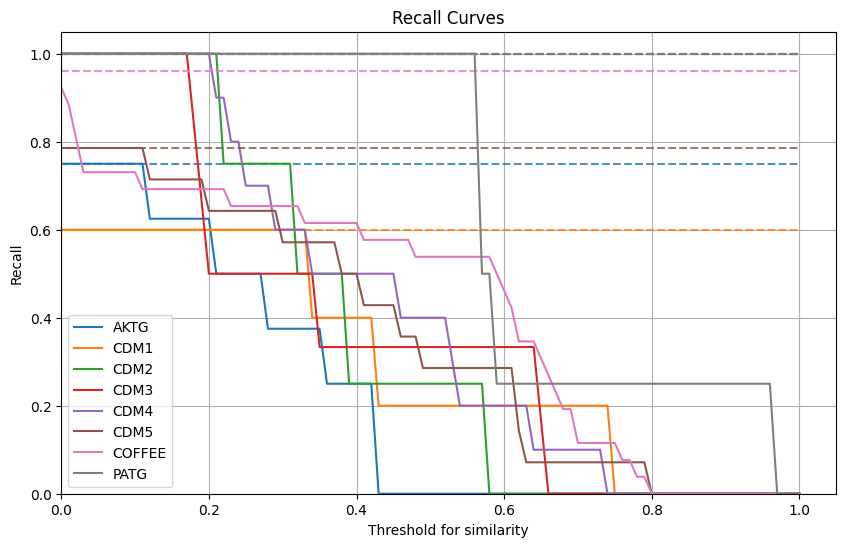 Recall Curves
1.0
0.8
0.6
0.4
0.2
0.0
Recall
AKTG
CDM1
CDM2
CDM3
CDM4
CDM5
COFFEE
PATG
0.0 0.2 0.4 0.6 0.8 1.0
Threshold for similarity